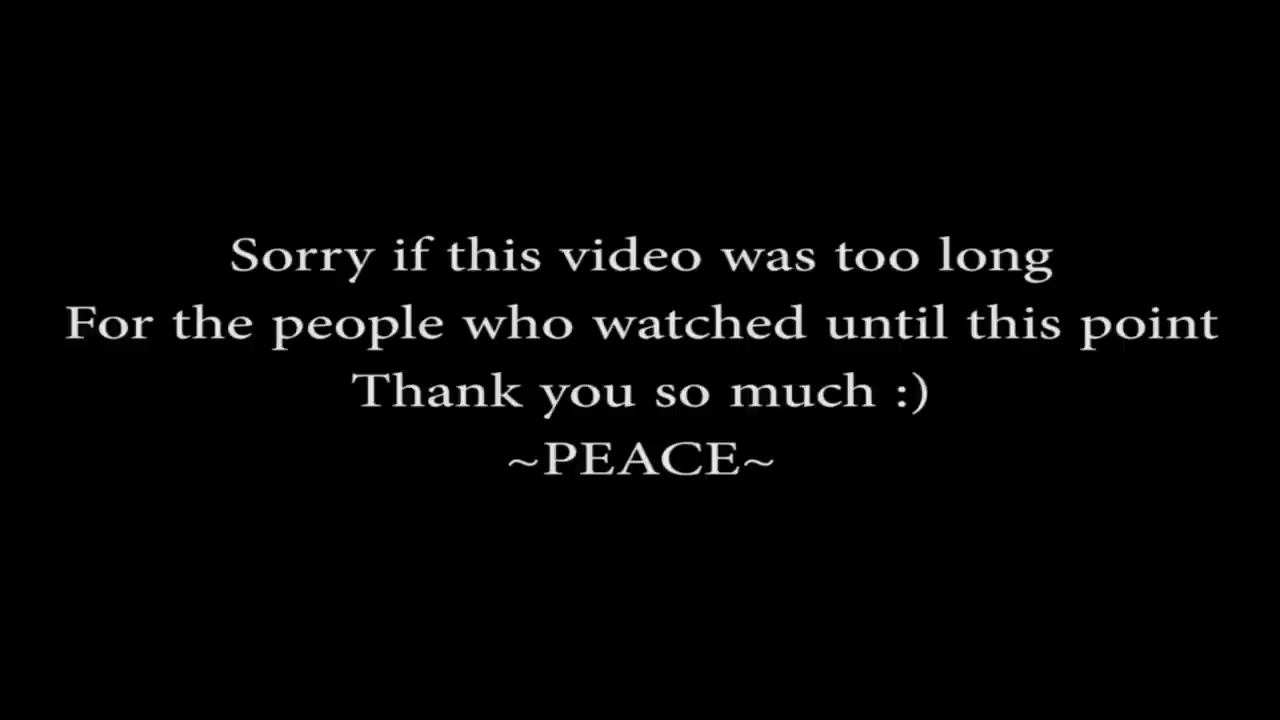 Sorry if this video was too long
For the people who watched until this point
Thank you so much :)
~PEACE~